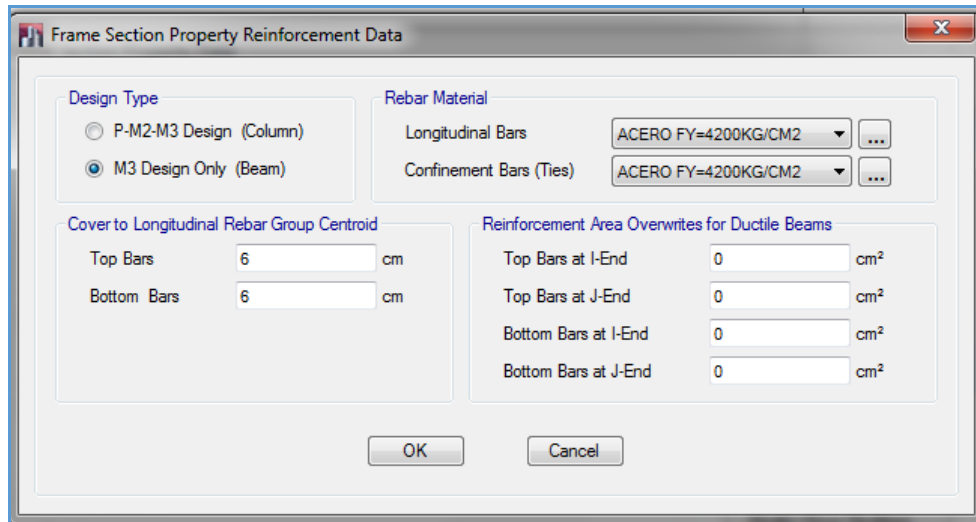 Frame Section Property Reinforcement Data
Design Type
P-M2-M3 Design (Column)
M3 Design Only (Beam)
Rebar Material
Longitudinal Bars ACERO FY=4200KG/CM2 ...
Confinement Bars (Ties) ACERO FY=4200KG/CM2 ...
Cover to Longitudinal Rebar Group Centroid
Top Bars 6 cm
Bottom Bars 6 cm
Reinforcement Area Overwrites for Ductile Beams
Top Bars at I-End 0 cm²
Top Bars at J-End 0 cm²
Bottom Bars at I-End 0 cm²
Bottom Bars at J-End 0 cm²
OK Cancel